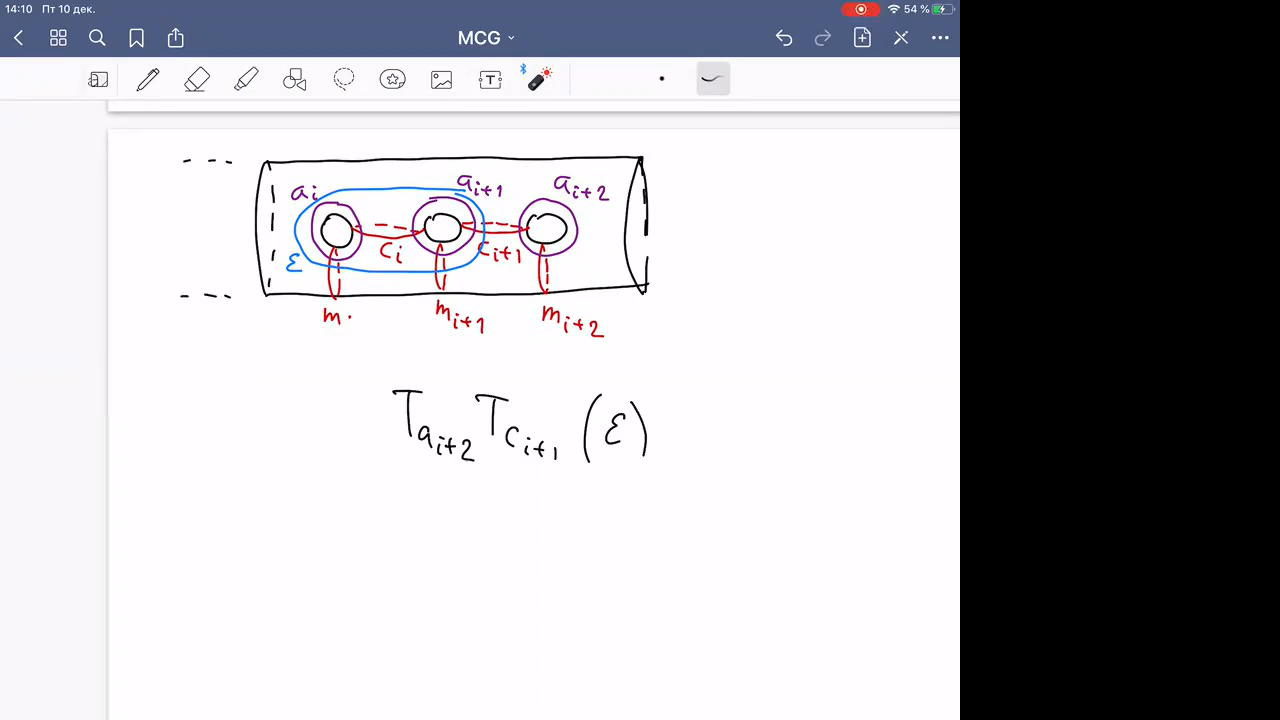 14:10 Пт 10 дек. 54 %
MCG
T
a_i a_{i+1} a_{i+2}
ε c_i c_{i+1}
m. m_{i+1} m_{i+2}
T_{a_{i+2}} T_{c_{i+1}} (ε)